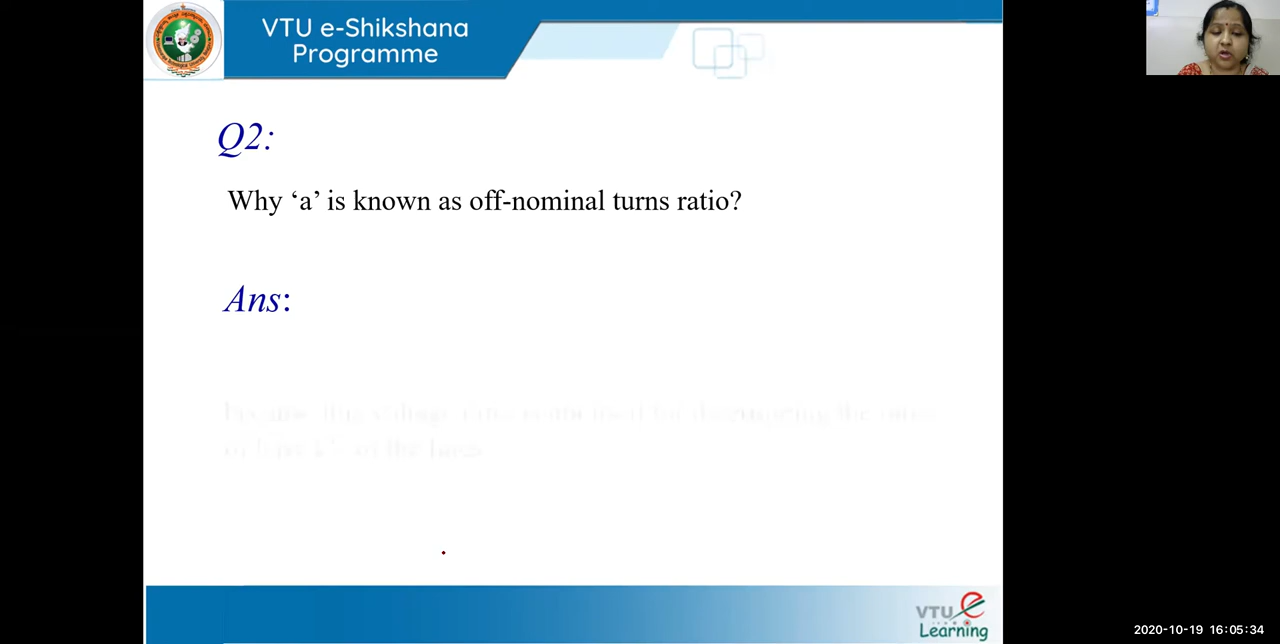 VTU e-Shikshana
Programme
Q2:
Why ‘a’ is known as off-nominal turns ratio?
Ans:
VTU e
Learning
2020-10-19 16:05:34